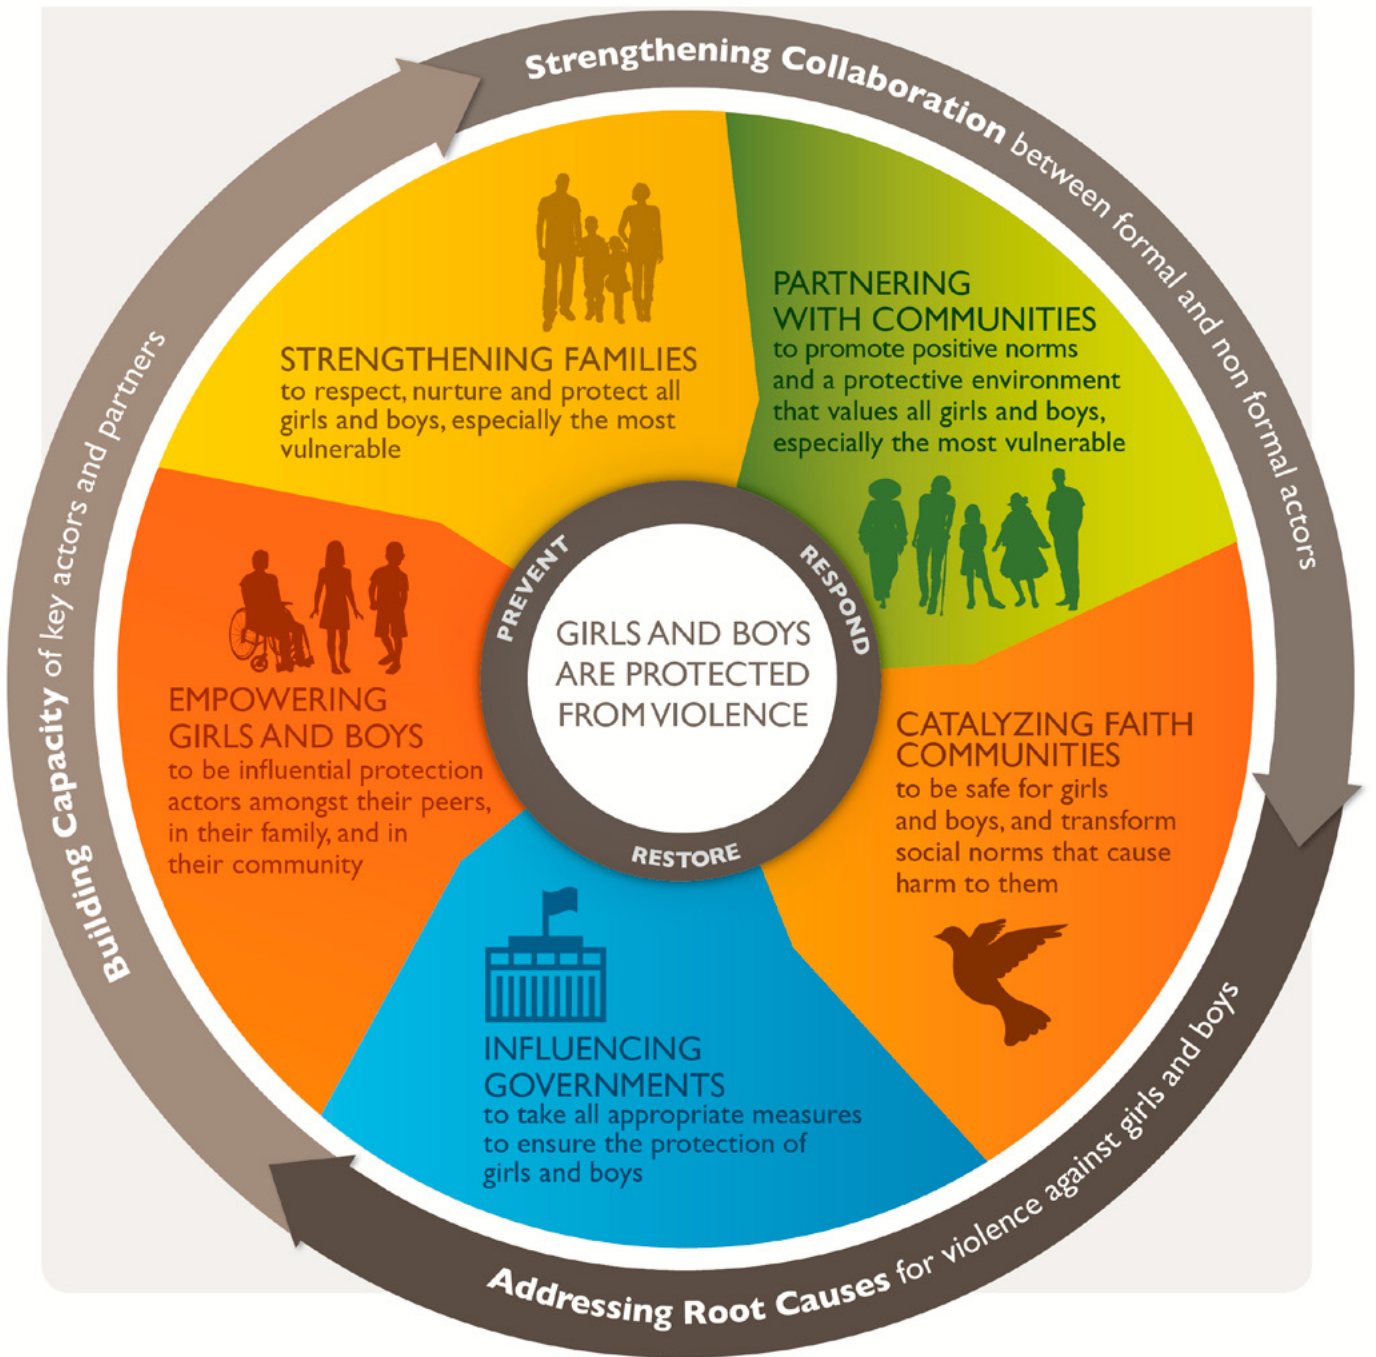 Strengthening Collaboration between formal and non formal actors
Addressing Root Causes for violence against girls and boys
Building Capacity of key actors and partners
STRENGTHENING FAMILIES
to respect, nurture and protect all
girls and boys, especially the most
vulnerable
PARTNERING
WITH COMMUNITIES
to promote positive norms
and a protective environment
that values all girls and boys,
especially the most vulnerable
CATALYZING FAITH
COMMUNITIES
to be safe for girls
and boys, and transform
social norms that cause
harm to them
INFLUENCING
GOVERNMENTS
to take all appropriate measures
to ensure the protection of
girls and boys
EMPOWERING
GIRLS AND BOYS
to be influential protection
actors amongst their peers,
in their family, and in
their community
PREVENT
RESPOND
RESTORE
GIRLS AND BOYS
ARE PROTECTED
FROM VIOLENCE